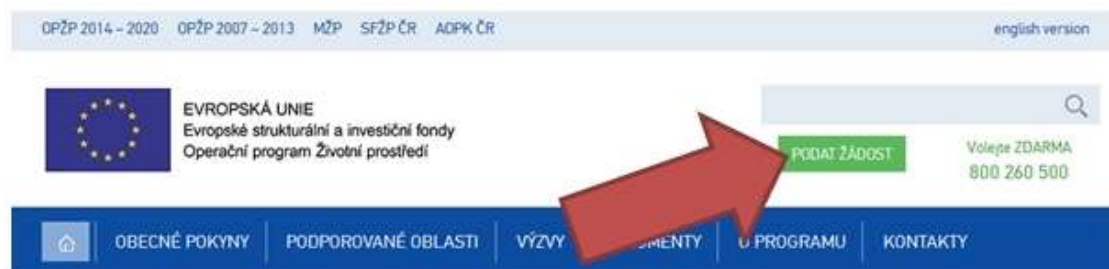 OPŽP 2014 – 2020 OPŽP 2007 – 2013 MŽP SFŽP ČR AOPK ČR english version
EVROPSKÁ UNIE
Evropské strukturální a investiční fondy
Operační program Životní prostředí
PODAT ŽÁDOST
Volejte ZDARMA
800 260 500
OBECNÉ POKYNY PODPOROVANÉ OBLASTI VÝZVY PROGRAMU KONTAKTY